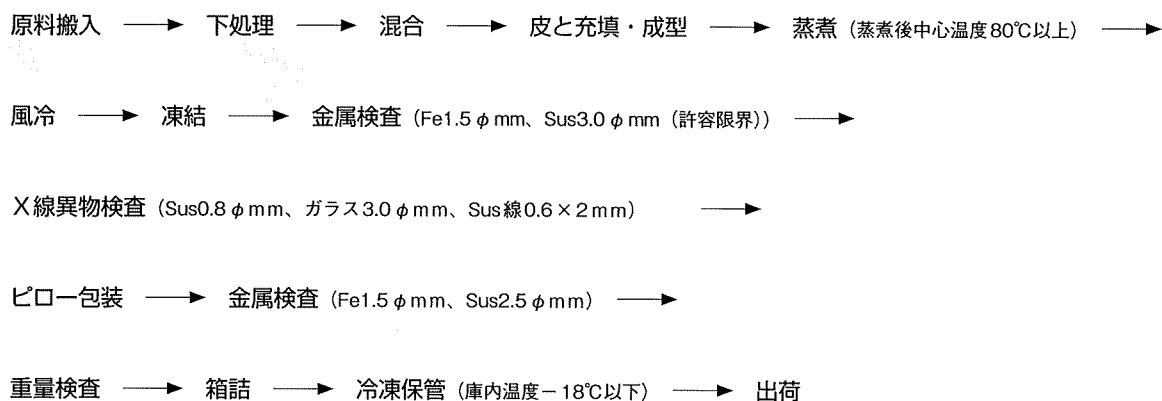 原料搬入 → 下処理 → 混合 → 皮と充填・成型 → 蒸煮（蒸煮後中心温度80℃以上） →
風冷 → 凍結 → 金属検査（Fe1.5φmm、Sus3.0φmm（許容限界）） →
X線異物検査（Sus0.8φmm、ガラス3.0φmm、Sus線0.6×2mm） →
ピロー包装 → 金属検査（Fe1.5φmm、Sus2.5φmm） →
重量検査 → 箱詰 → 冷凍保管（庫内温度－18℃以下） → 出荷